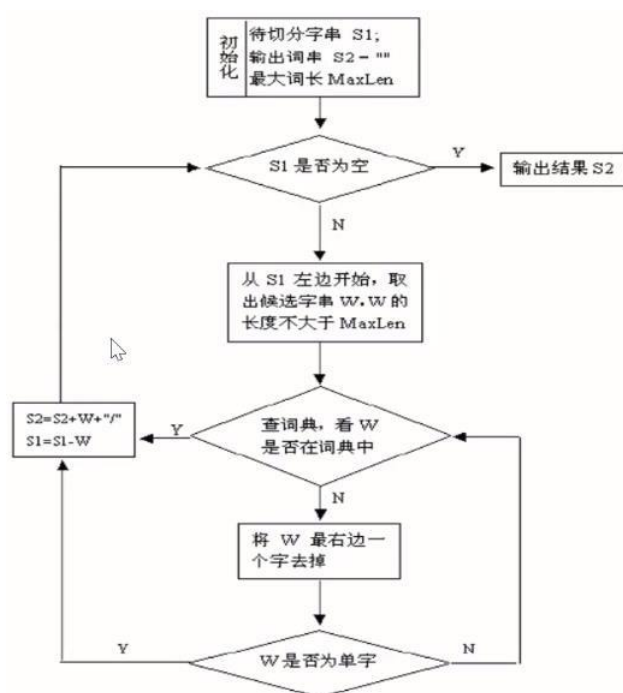 初始化
待切分字串 S1;
输出词串 S2 = ""
最大词长 MaxLen
S1 是否为空
Y
输出结果 S2
N
从 S1 左边开始，取
出候选字串 W，W 的
长度不大于 MaxLen
查词典，看 W
是否在词典中
Y
S2=S2+W+"/"
S1=S1-W
N
将 W 最右边一
个字去掉
W 是否为单字
Y
N